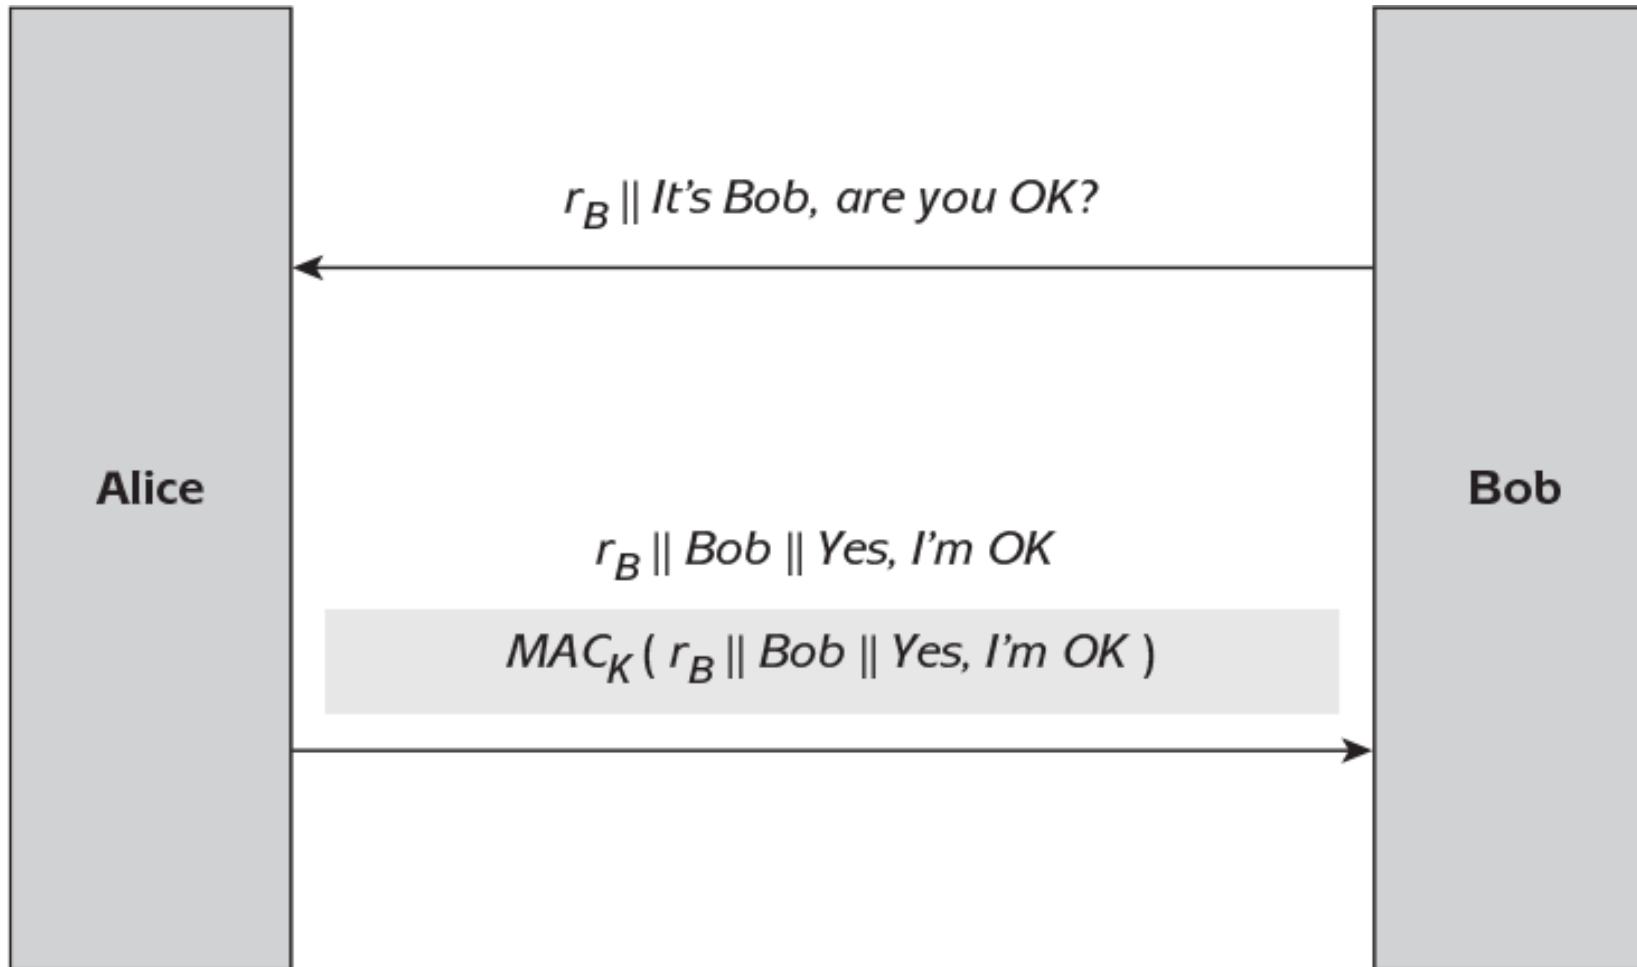 r_B || It's Bob, are you OK?
Alice
Bob
r_B || Bob || Yes, I'm OK
MAC_K ( r_B || Bob || Yes, I'm OK )